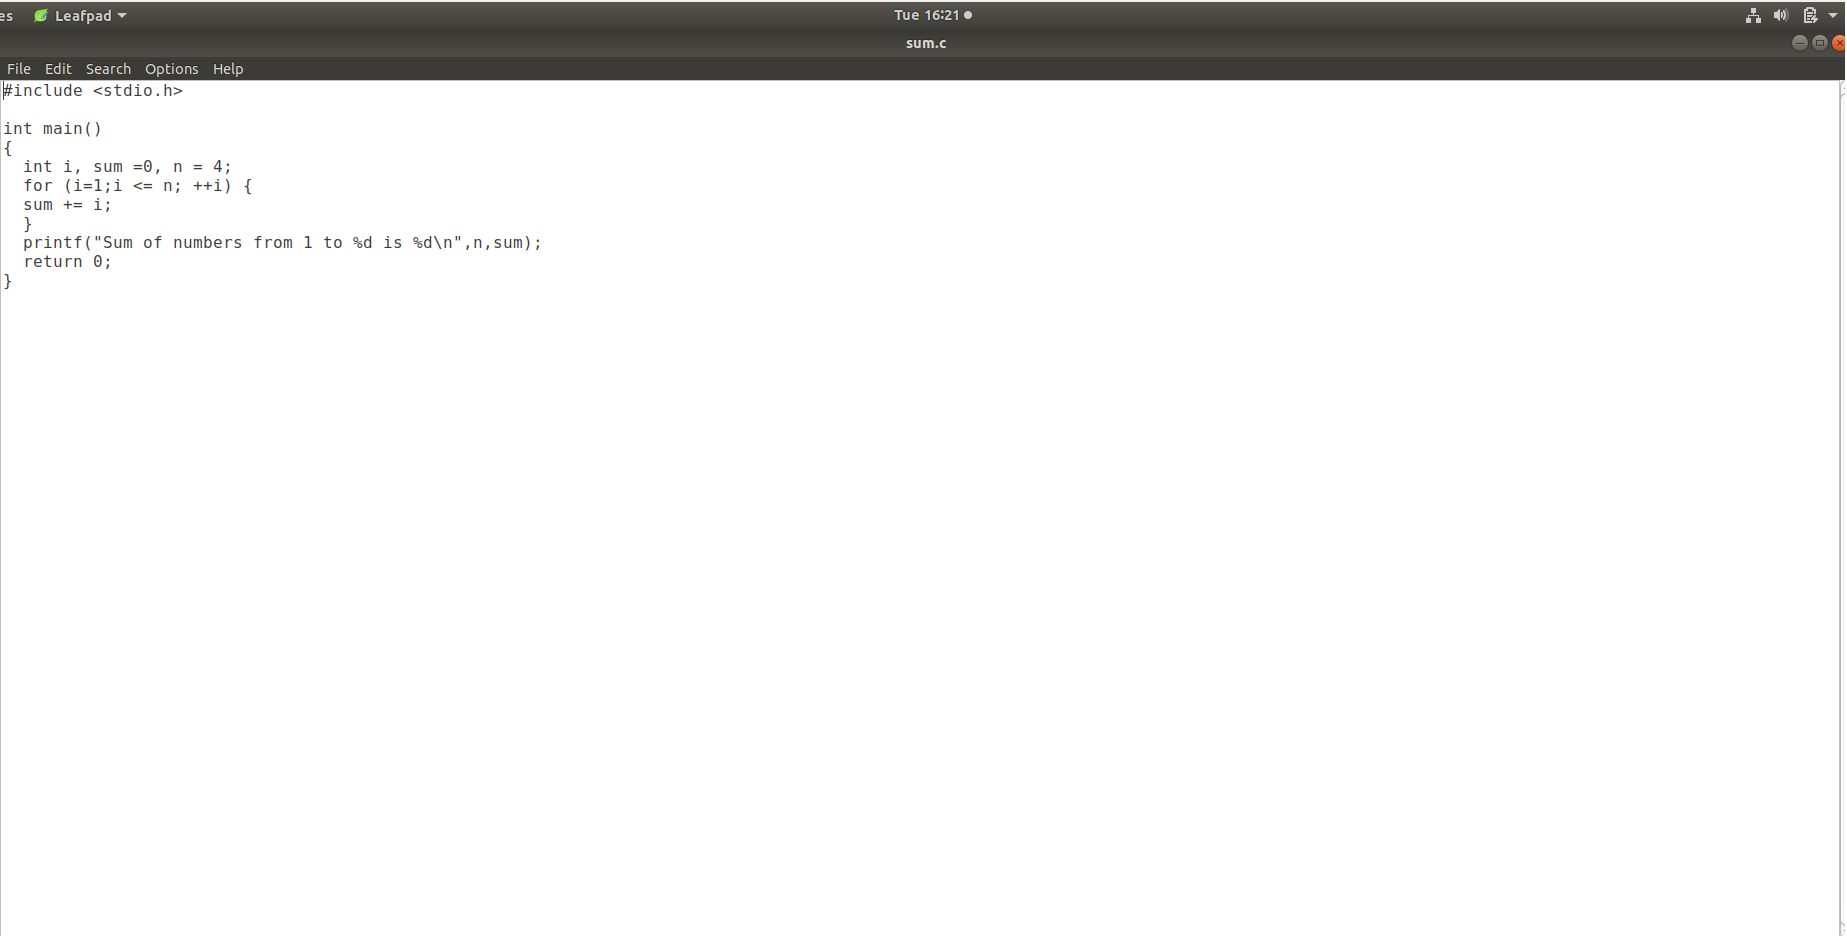 es Leafpad Tue 16:21
sum.c
File Edit Search Options Help
#include <stdio.h>

int main()
{
  int i, sum =0, n = 4;
  for (i=1;i <= n; ++i) {
  sum += i;
  }
  printf("Sum of numbers from 1 to %d is %d\n",n,sum);
  return 0;
}